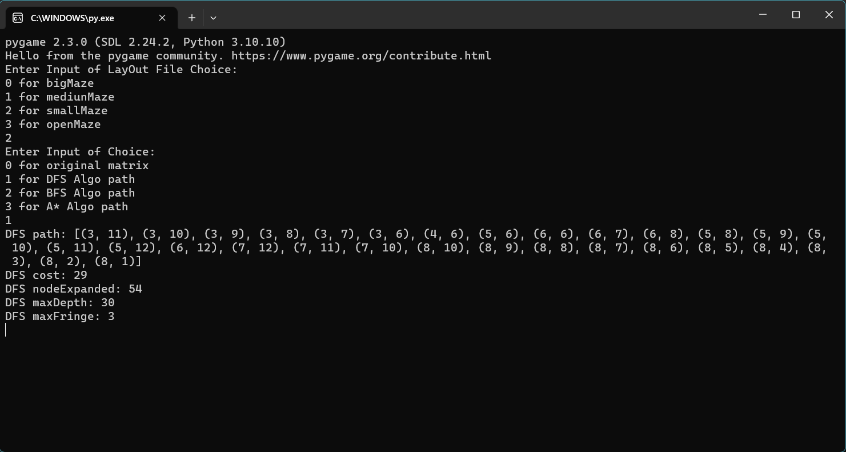 C:\WINDOWS\py.exe
pygame 2.3.0 (SDL 2.24.2, Python 3.10.10)
Hello from the pygame community. https://www.pygame.org/contribute.html
Enter Input of LayOut File Choice:
0 for bigMaze
1 for mediunMaze
2 for smallMaze
3 for openMaze
2
Enter Input of Choice:
0 for original matrix
1 for DFS Algo path
2 for BFS Algo path
3 for A* Algo path
1
DFS path: [(3, 11), (3, 10), (3, 9), (3, 8), (3, 7), (3, 6), (4, 6), (5, 6), (6, 6), (6, 7), (6, 8), (5, 8), (5, 9), (5,
10), (5, 11), (5, 12), (6, 12), (7, 12), (7, 11), (7, 10), (8, 10), (8, 9), (8, 8), (8, 7), (8, 6), (8, 5), (8, 4), (8,
3), (8, 2), (8, 1)]
DFS cost: 29
DFS nodeExpanded: 54
DFS maxDepth: 30
DFS maxFringe: 3